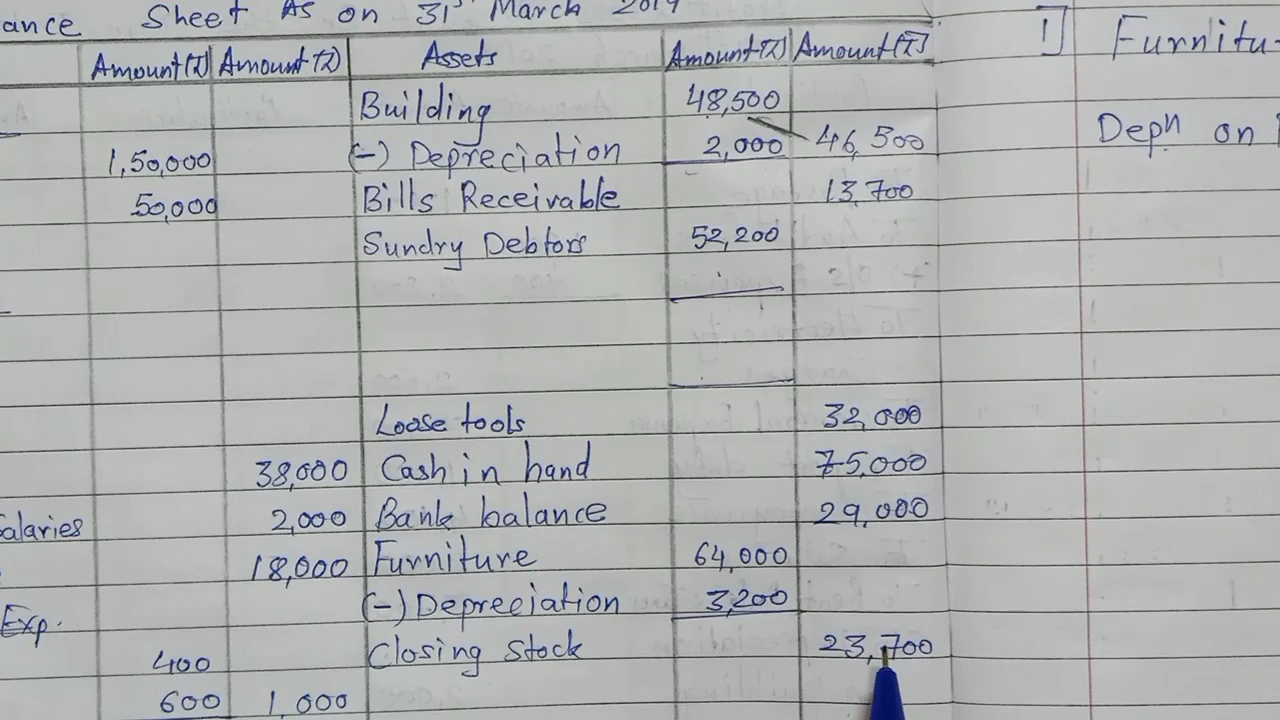 ance Sheet As on 31st March 2019
Amount(₹) Amount(₹) Assets Amount(₹) Amount(₹)
1] Furnitu-
Building 48,500
1,50,000 (-) Depreciation 2,000 46,500
Depn on
50,000 Bills Receivable 13,700
Sundry Debtors 52,200
Loose tools 32,000
38,000 Cash in hand 75,000
Salaries 2,000 Bank balance 29,000
18,000 Furniture 64,000
Exp. (-) Depreciation 3,200
400 Closing Stock 23,700
600 1,000